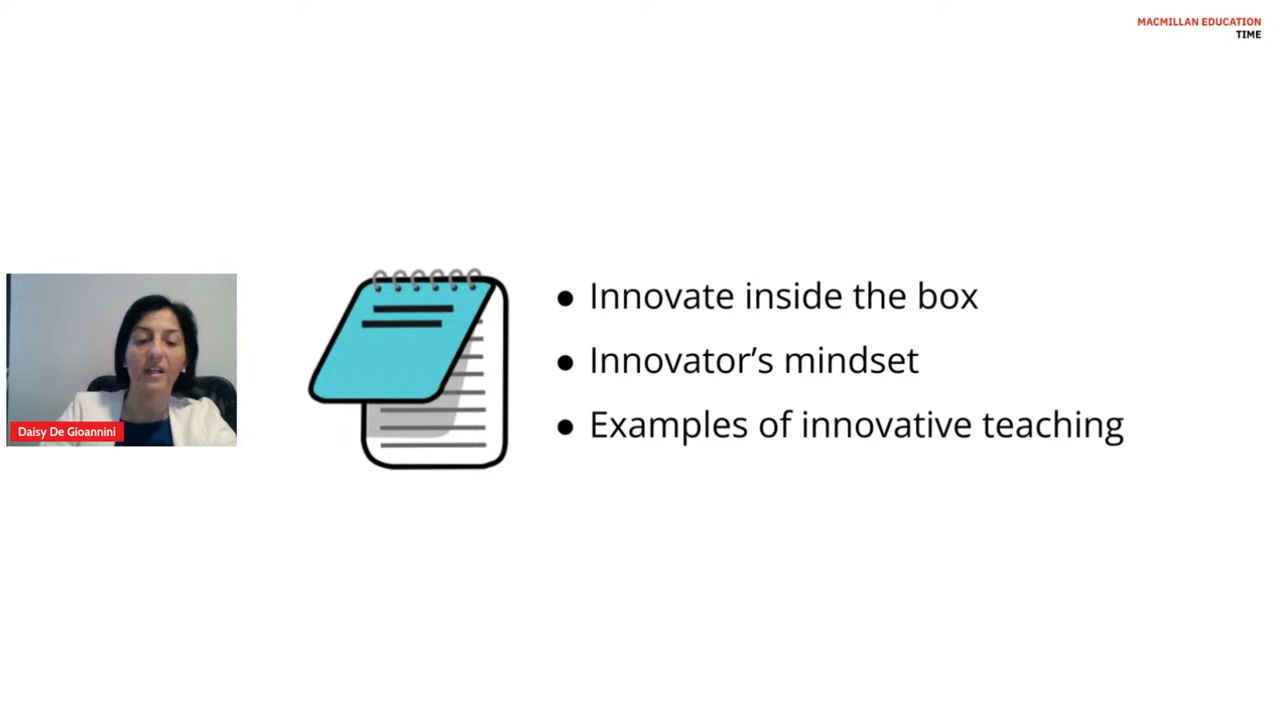 MACMILLAN EDUCATION
TIME
● Innovate inside the box
● Innovator’s mindset
● Examples of innovative teaching
Daisy De Gioannini